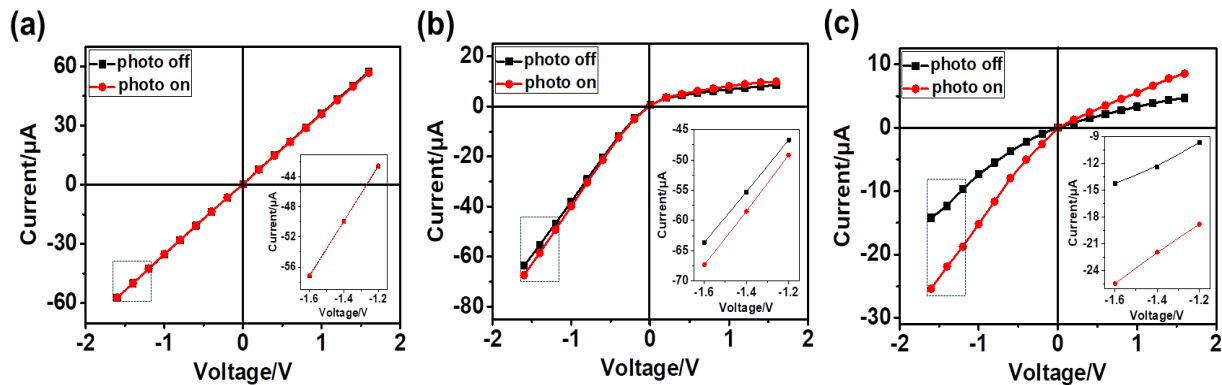 (a)
photo off
photo on
60
30
0
-30
-60
Current/μA
-2
-1
0
1
2
Voltage/V
-44
-48
-52
-56
Current/μA
-1.6
-1.4
-1.2
Voltage/V
(b)
photo off
photo on
20
0
-20
-40
-60
-80
Current/μA
-2
-1
0
1
2
Voltage/V
-45
-50
-55
-60
-65
-70
Current/μA
-1.6
-1.4
-1.2
Voltage/V
(c)
photo off
photo on
10
0
-10
-20
-30
Current/μA
-2
-1
0
1
2
Voltage/V
-9
-12
-15
-18
-21
-24
Current/μA
-1.6
-1.4
-1.2
Voltage/V